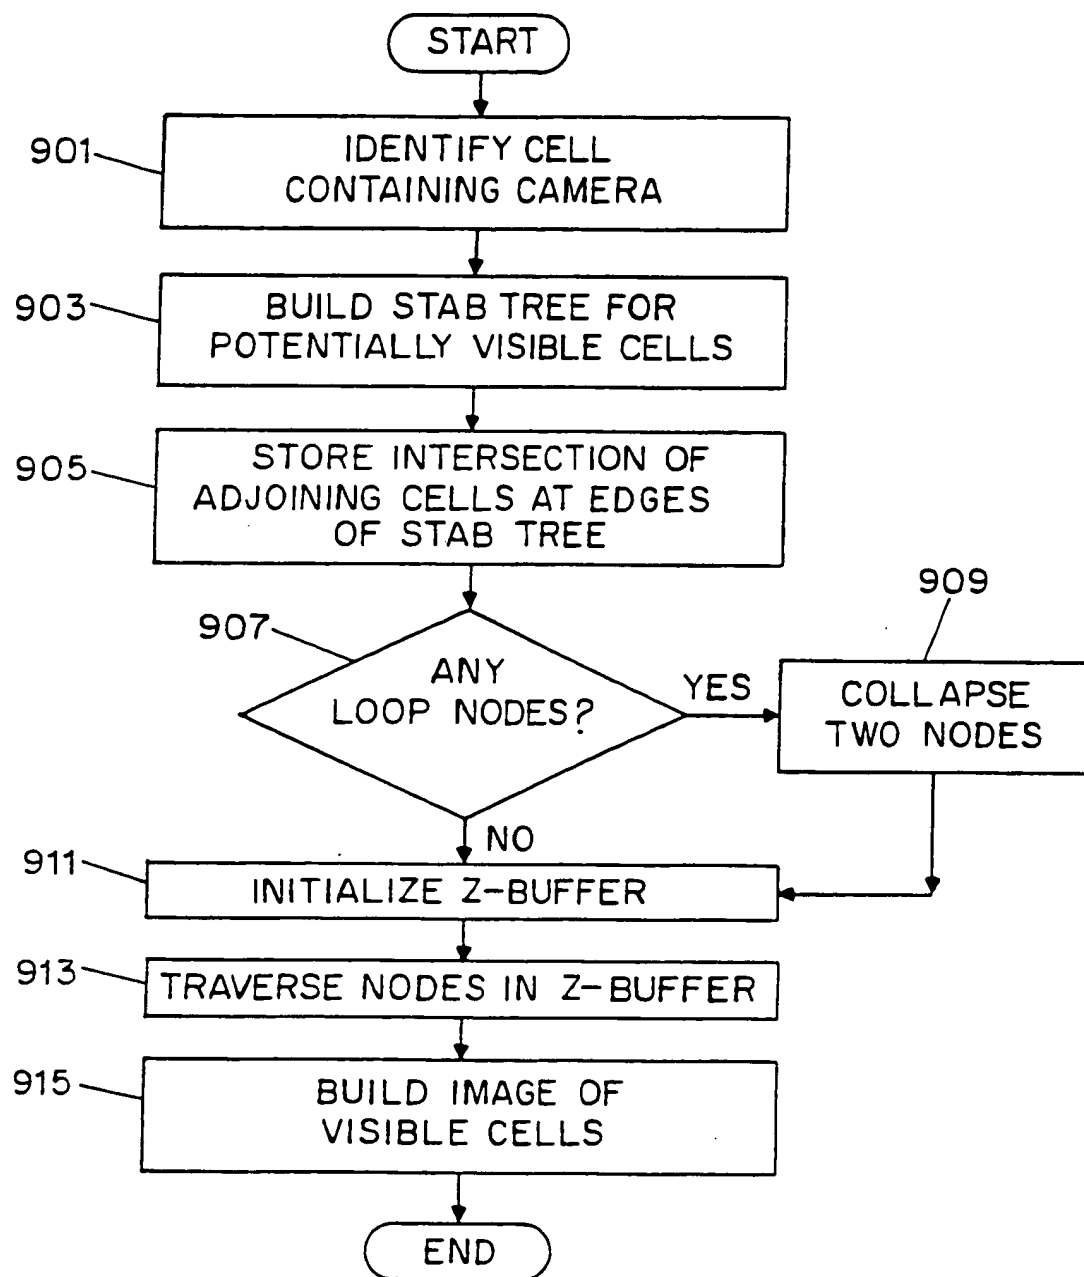 START
901
IDENTIFY CELL
CONTAINING CAMERA
903
BUILD STAB TREE FOR
POTENTIALLY VISIBLE CELLS
905
STORE INTERSECTION OF
ADJOINING CELLS AT EDGES
OF STAB TREE
907
ANY
LOOP NODES?
YES
909
COLLAPSE
TWO NODES
NO
911
INITIALIZE Z-BUFFER
913
TRAVERSE NODES IN Z-BUFFER
915
BUILD IMAGE OF
VISIBLE CELLS
END